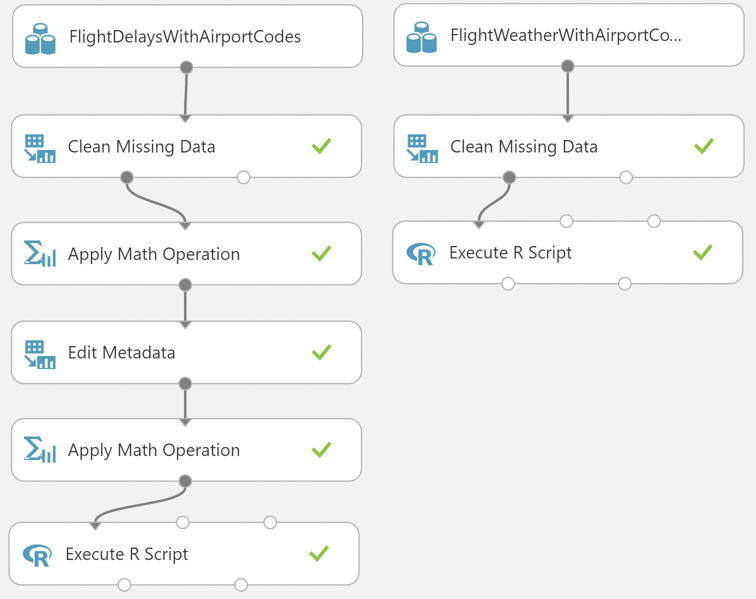 FlightDelaysWithAirportCodes
Clean Missing Data
Apply Math Operation
Edit Metadata
Apply Math Operation
Execute R Script
FlightWeatherWithAirportCo...
Clean Missing Data
Execute R Script